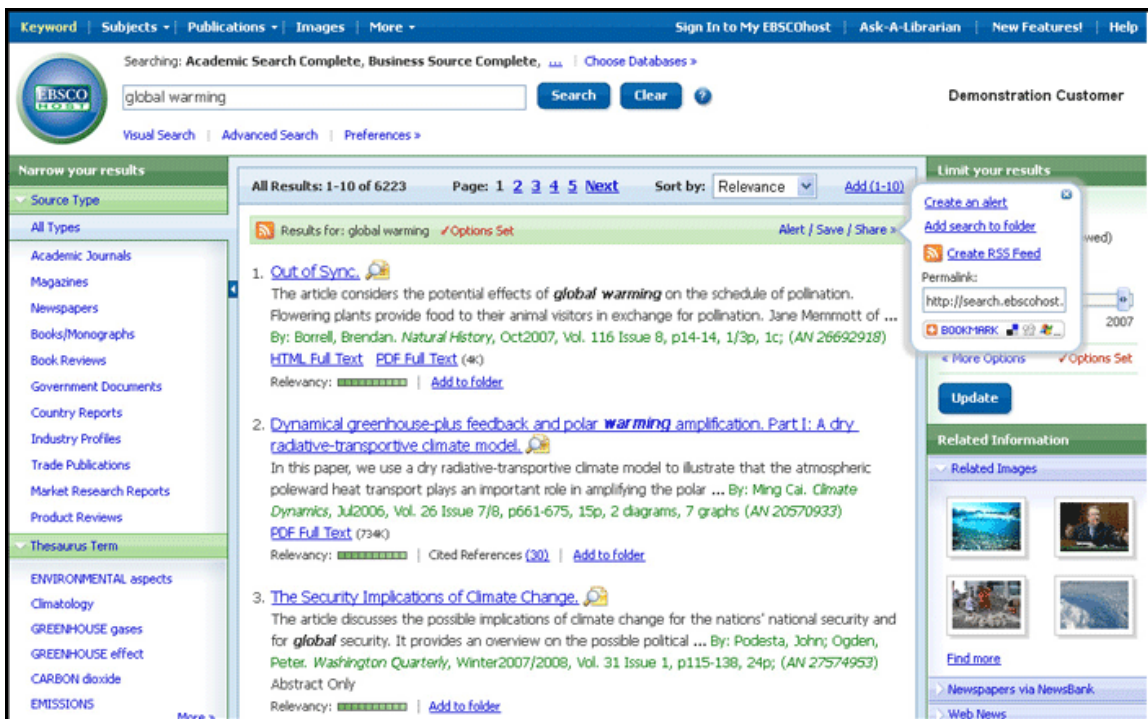 Keyword | Subjects | Publications | Images | More
Sign In to My EBSCOhost | Ask-A-Librarian | New Features! | Help
EBSCO
HOST
Searching: Academic Search Complete, Business Source Complete, ... | Choose Databases »
global warming
Search
Clear
?
Demonstration Customer
Visual Search | Advanced Search | Preferences »
Narrow your results
Source Type
All Types
Academic Journals
Magazines
Newspapers
Books/Monographs
Book Reviews
Government Documents
Country Reports
Industry Profiles
Trade Publications
Market Research Reports
Product Reviews
Thesaurus Term
ENVIRONMENTAL aspects
Climatology
GREENHOUSE gases
GREENHOUSE effect
CARBON dioxide
EMISSIONS
More »
All Results: 1-10 of 6223 Page: 1 2 3 4 5 Next Sort by: Relevance Add (1-10)
Results for: global warming ✓Options Set Alert / Save / Share »
1. Out of Sync.
The article considers the potential effects of global warming on the schedule of pollination.
Flowering plants provide food to their animal visitors in exchange for pollination. Jane Memmott of ...
By: Borrell, Brendan. Natural History, Oct2007, Vol. 116 Issue 8, p14-14, 1/3p, 1c; (AN 26692918)
HTML Full Text PDF Full Text (4K)
Relevancy: | Add to folder
2. Dynamical greenhouse-plus feedback and polar warming amplification. Part I: A dry
radiative-transportive climate model.
In this paper, we use a dry radiative-transportive climate model to illustrate that the atmospheric
poleward heat transport plays an important role in amplifying the polar ... By: Ming Cai. Climate
Dynamics, Jul2006, Vol. 26 Issue 7/8, p661-675, 15p, 2 diagrams, 7 graphs (AN 20570933)
PDF Full Text (734K)
Relevancy: | Cited References (30) | Add to folder
3. The Security Implications of Climate Change.
The article discusses the possible implications of climate change for the nations' national security and
for global security. It provides an overview on the possible political ... By: Podesta, John; Ogden,
Peter. Washington Quarterly, Winter2007/2008, Vol. 31 Issue 1, p115-138, 24p; (AN 27574953)
Abstract Only
Relevancy: | Add to folder
Limit your results
Create an alert
Add search to folder
Create RSS Feed
Permalink:
http://search.ebscohost.
BOOKMARK
wed)
2007
« More Options ✓Options Set
Update
Related Information
Related Images
Find more
Newspapers via NewsBank
Web News